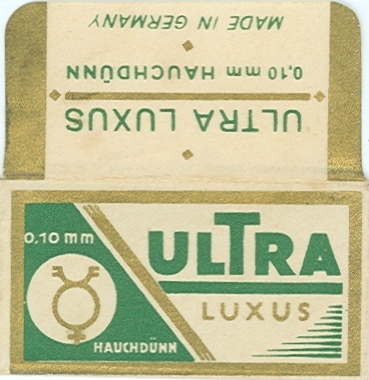 MADE IN GERMANY
0,10 mm HAUCHDÜNN
ULTRA LUXUS
0,10 mm
ULTRA
LUXUS
HAUCHDÜNN